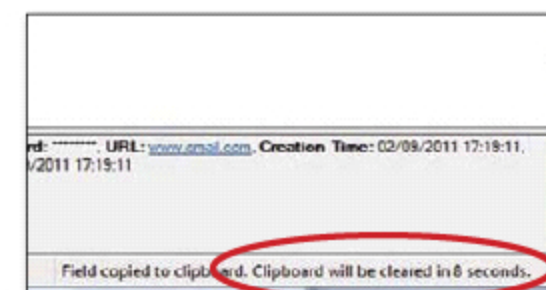 rd: ********, URL: www.gmail.com, Creation Time: 02/09/2011 17:19:11,
/2011 17:19:11
Field copied to clipboard. Clipboard will be cleared in 8 seconds.